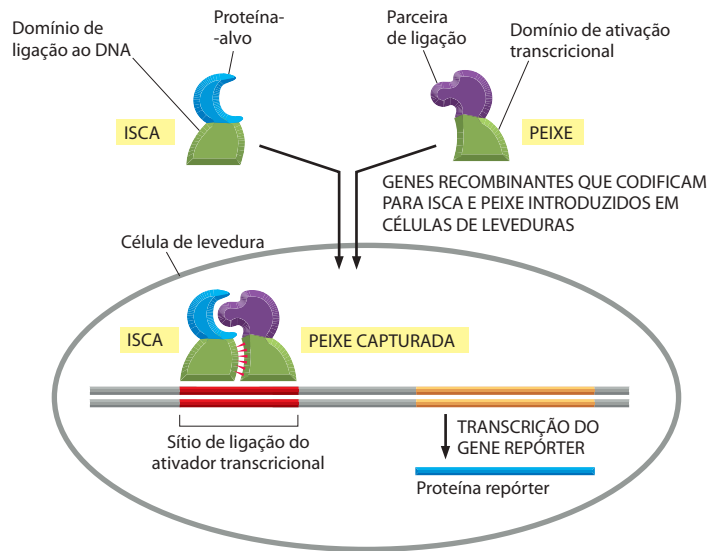 Domínio de
ligação ao DNA
Proteína-
-alvo
Parceira
de ligação
Domínio de ativação
transcricional
ISCA
PEIXE
GENES RECOMBINANTES QUE CODIFICAM
PARA ISCA E PEIXE INTRODUZIDOS EM
CÉLULAS DE LEVEDURAS
Célula de levedura
ISCA
PEIXE CAPTURADA
Sítio de ligação do
ativador transcricional
TRANSCRIÇÃO DO
GENE REPÓRTER
Proteína repórter